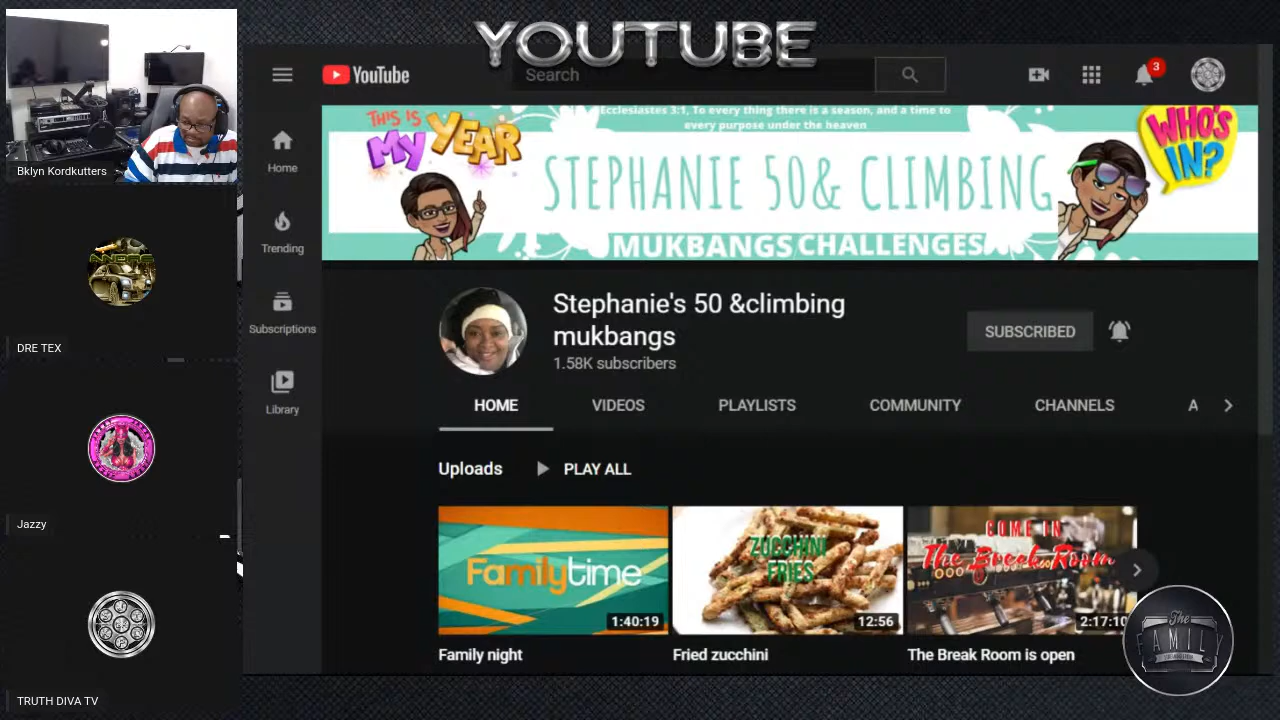 YOUTUBE
Bklyn Kordkutters
DRE TEX
Jazzy
TRUTH DIVA TV
YouTube
Search
3
Home
Trending
Subscriptions
Library
THIS IS
MY YEAR
Ecclesiastes 3:1, To every thing there is a season, and a time to
every purpose under the heaven
STEPHANIE 50& CLIMBING
MUKBANGS CHALLENGES
WHO'S
IN?
Stephanie's 50 &climbing
mukbangs
1.58K subscribers
SUBSCRIBED
HOME VIDEOS PLAYLISTS COMMUNITY CHANNELS A
Uploads PLAY ALL
Familytime
1:40:19
Family night
ZUCCHINI
FRIES
12:56
Fried zucchini
COME IN
The Break Room
2:17:10
The Break Room is open
The
FAMILY